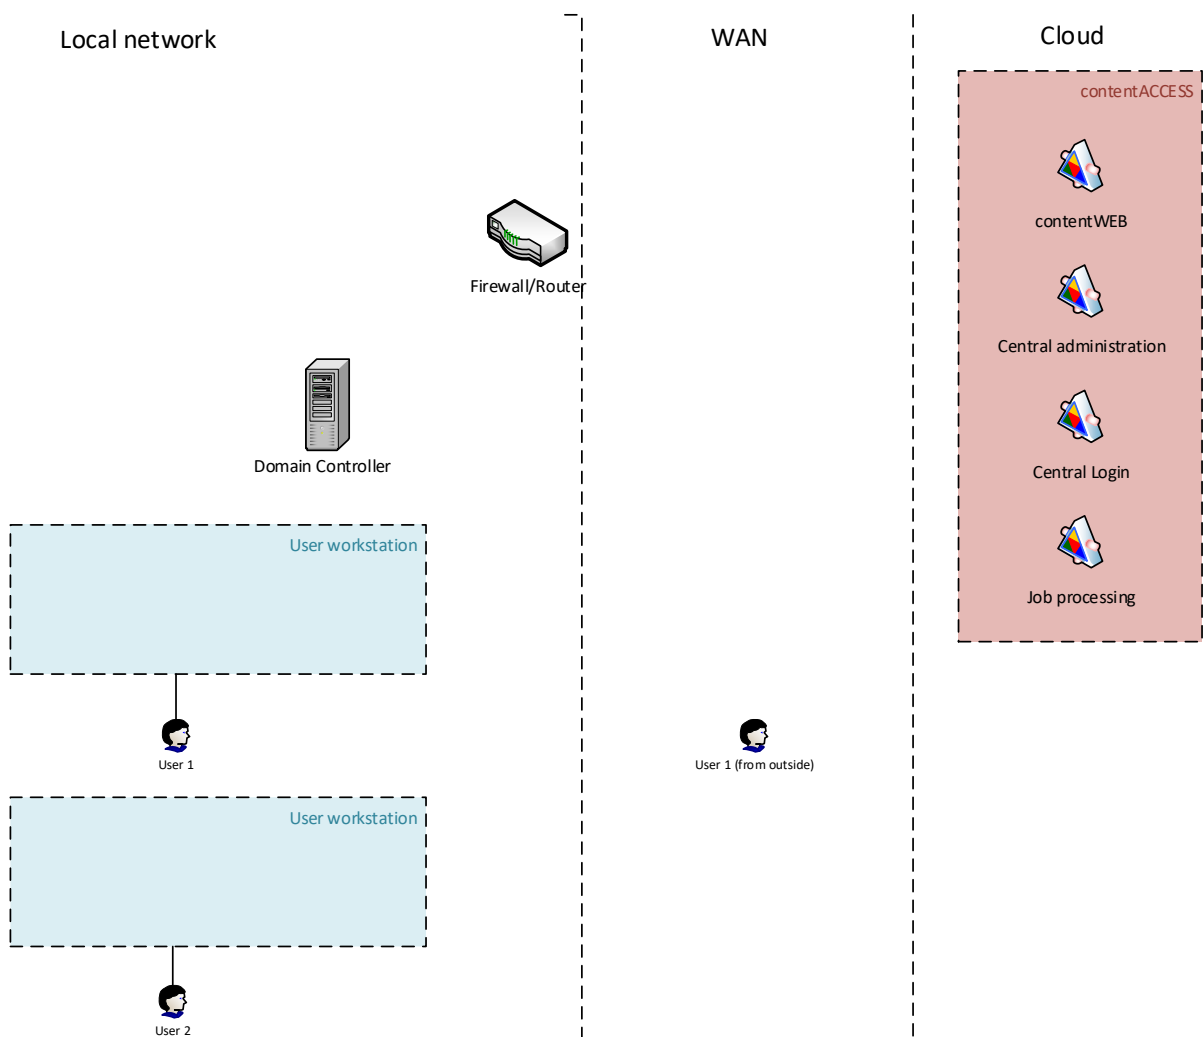 Local network
WAN
Cloud
contentACCESS
contentWEB
Firewall/Router
Central administration
Domain Controller
Central Login
User workstation
Job processing
User 1
User 1 (from outside)
User workstation
User 2